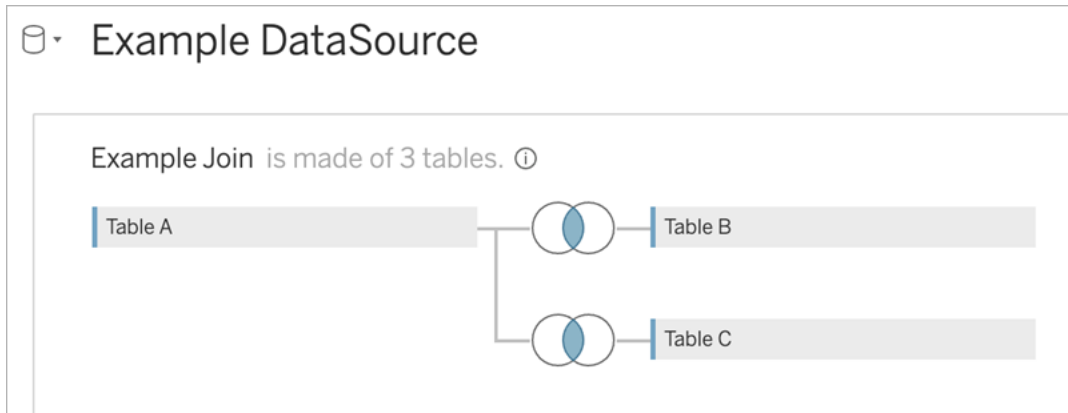 Example DataSource
Example Join is made of 3 tables.
Table A
Table B
Table C